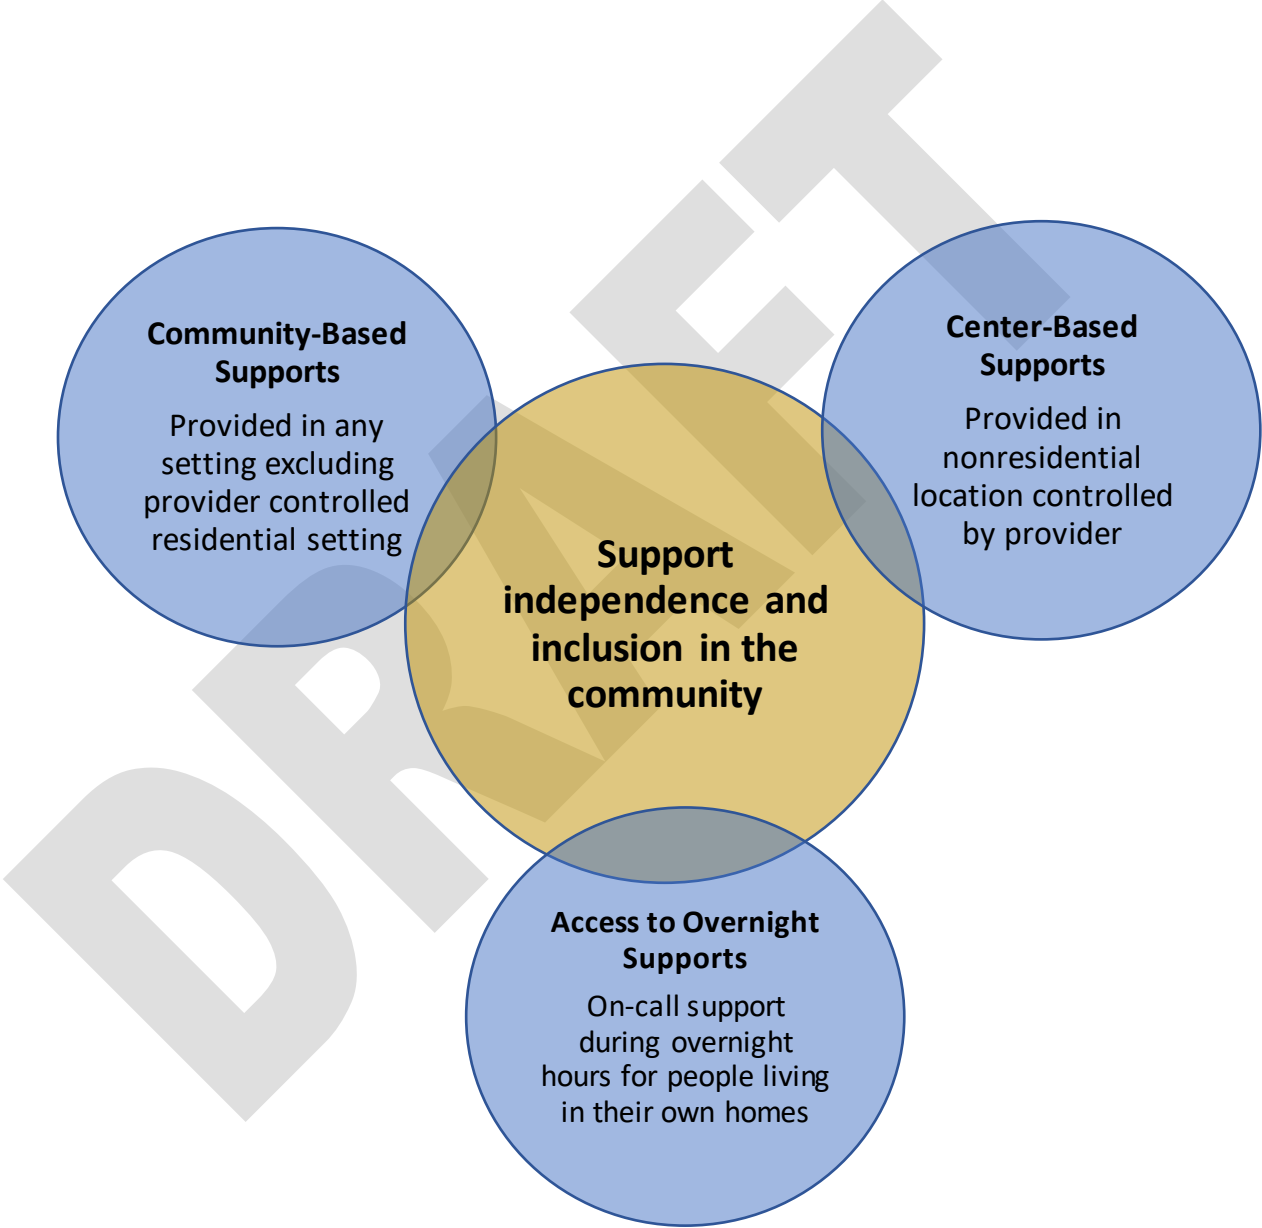 Community-Based
Supports
Provided in any
setting excluding
provider controlled
residential setting
Center-Based
Supports
Provided in
nonresidential
location controlled
by provider
Support
independence and
inclusion in the
community
Access to Overnight
Supports
On-call support
during overnight
hours for people living
in their own homes
DRAFT